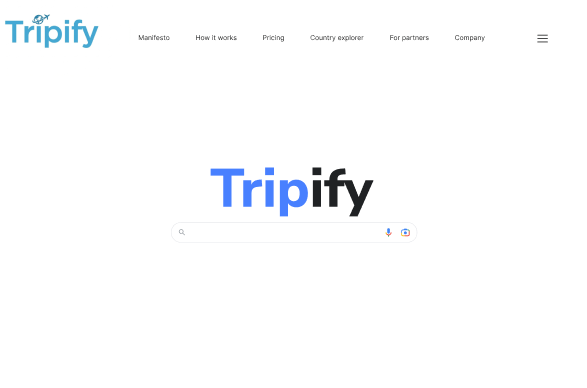 Tripify
Manifesto How it works Pricing Country explorer For partners Company
Tripify